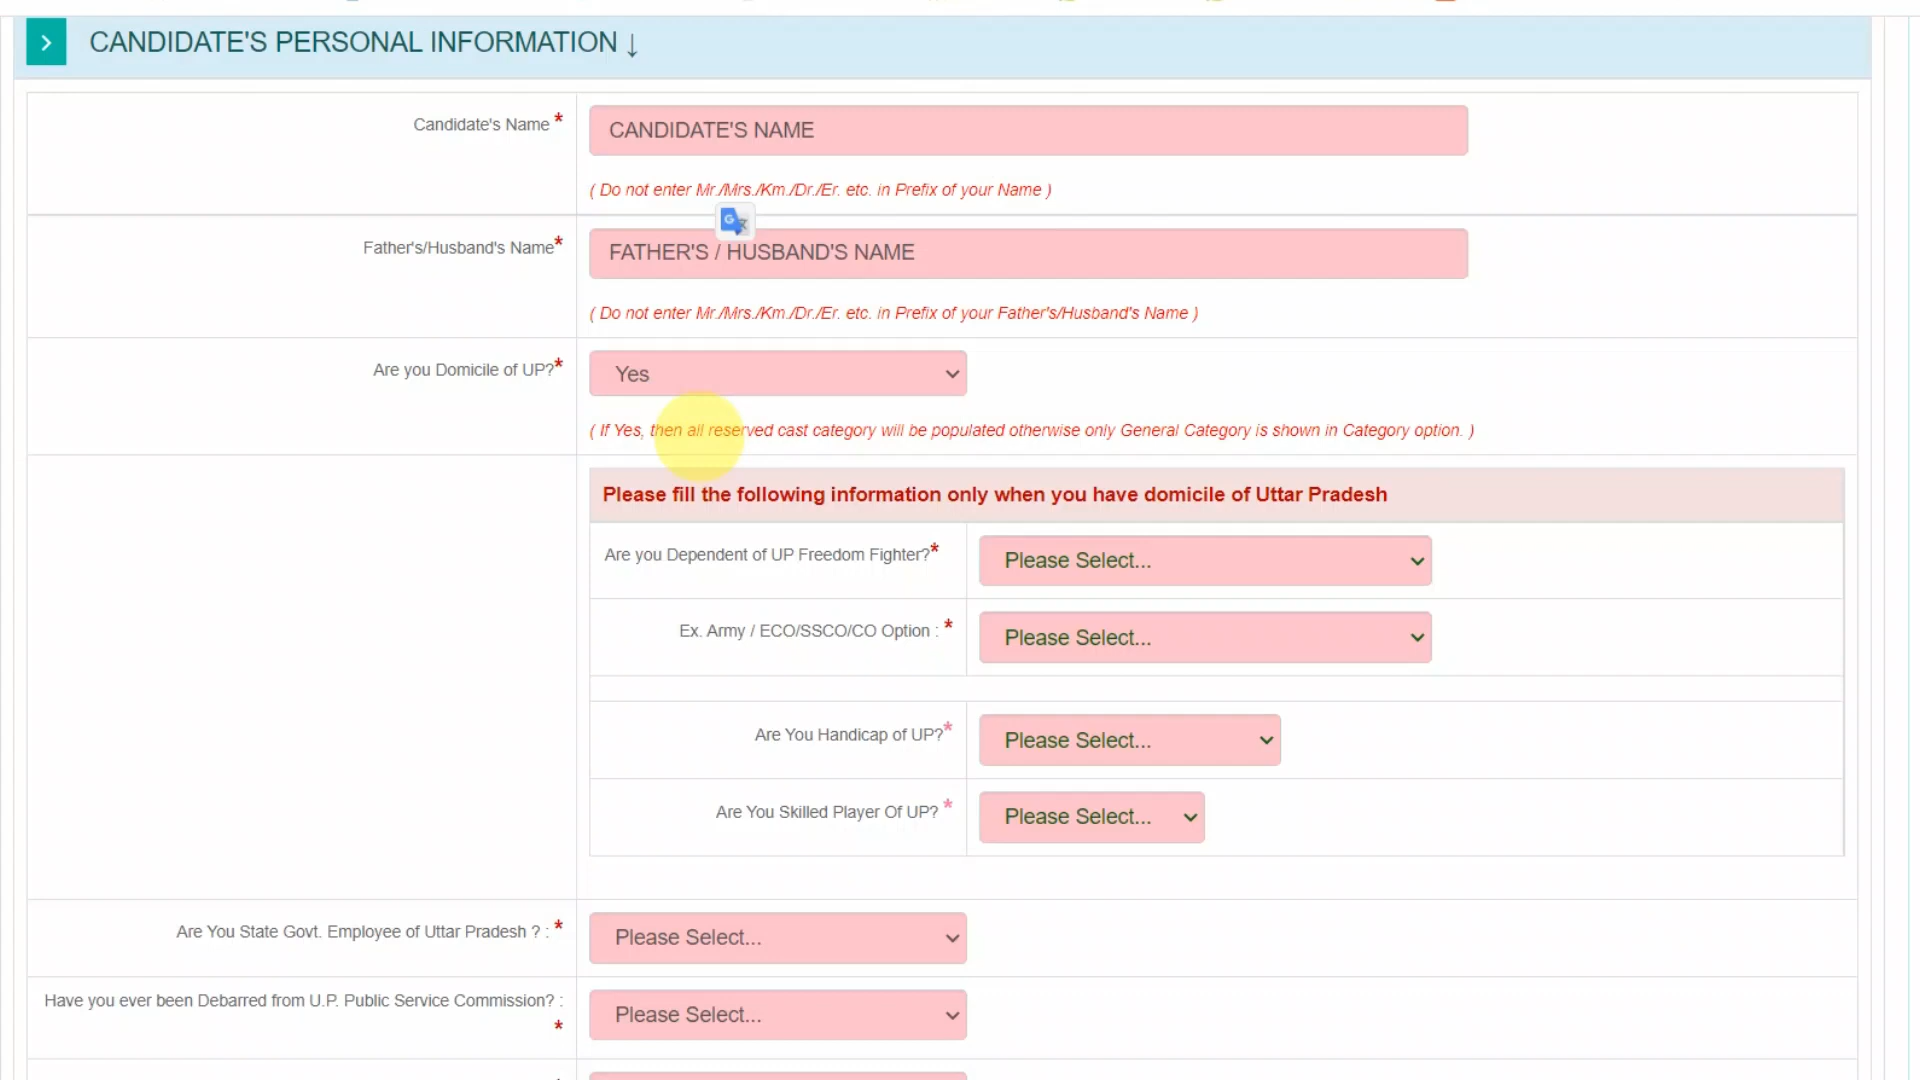 CANDIDATE'S PERSONAL INFORMATION ↓
Candidate's Name *
CANDIDATE'S NAME
( Do not enter Mr./Mrs./Km./Dr./Er. etc. in Prefix of your Name )
Father's/Husband's Name*
FATHER'S / HUSBAND'S NAME
( Do not enter Mr./Mrs./Km./Dr./Er. etc. in Prefix of your Father's/Husband's Name )
Are you Domicile of UP?*
Yes
( If Yes, then all reserved cast category will be populated otherwise only General Category is shown in Category option. )
Please fill the following information only when you have domicile of Uttar Pradesh
Are you Dependent of UP Freedom Fighter?*
Please Select...
Ex. Army / ECO/SSCO/CO Option : *
Please Select...
Are You Handicap of UP?*
Please Select...
Are You Skilled Player Of UP? *
Please Select...
Are You State Govt. Employee of Uttar Pradesh ? : *
Please Select...
Have you ever been Debarred from U.P. Public Service Commission? :
*
Please Select...